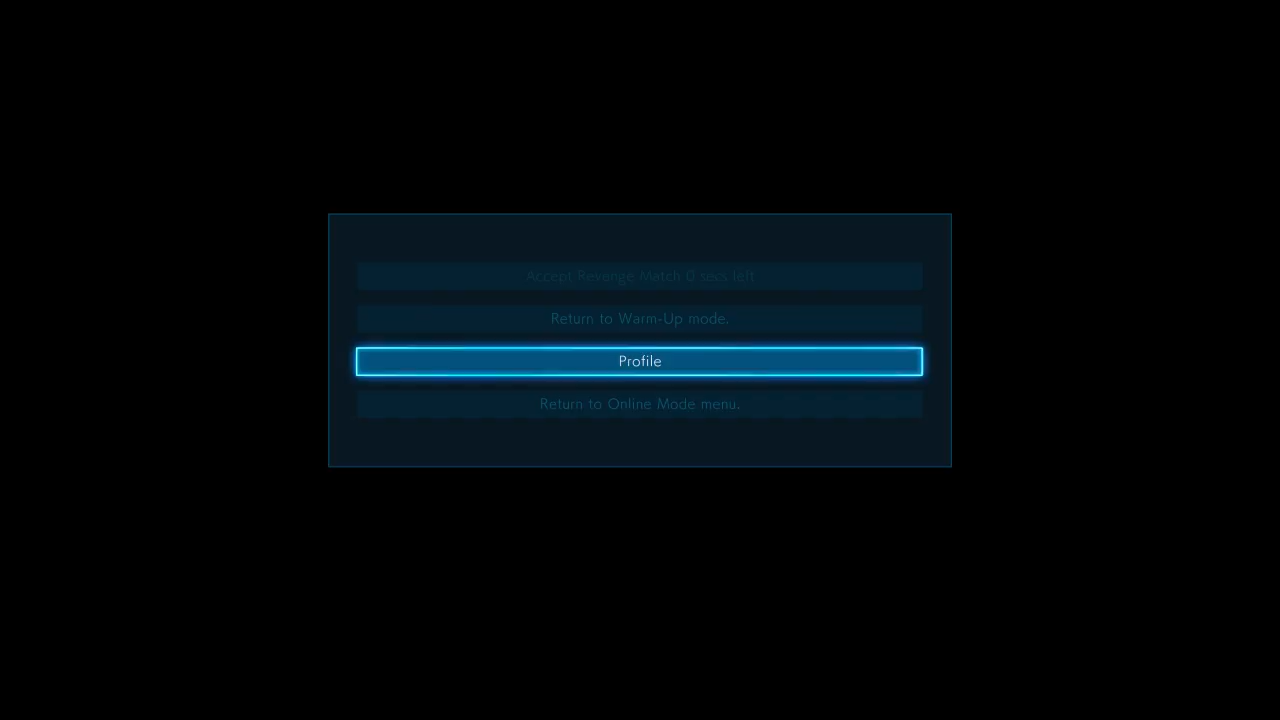 Accept Revenge Match 0 secs left
Return to Warm-Up mode.
Profile
Return to Online Mode menu.